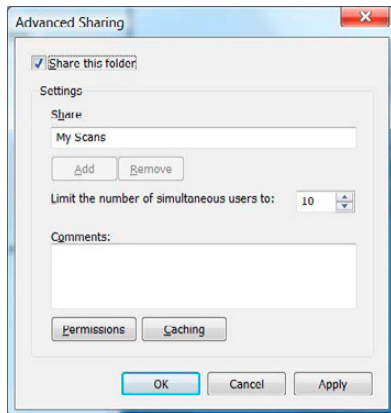 Advanced Sharing
Share this folder
Settings
Share
My Scans
Add Remove
Limit the number of simultaneous users to: 10
Comments:
Permissions Caching
OK Cancel Apply